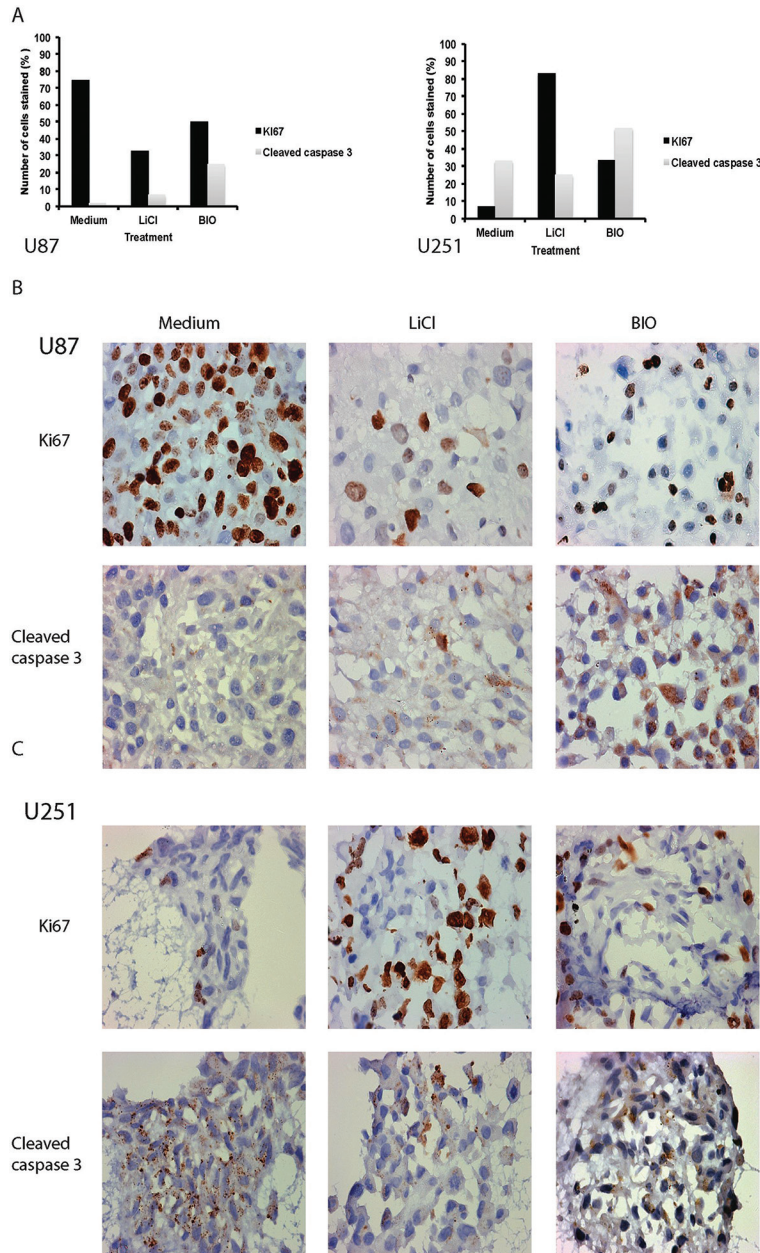 A
100
90
80
70
60
50
40
30
20
10
0
Number of cells stained (%)
Medium
LiCl
BIO
Treatment
KI67
Cleaved caspase 3
U87
100
90
80
70
60
50
40
30
20
10
0
Number of cells stained (%)
Medium
LiCl
BIO
Treatment
KI67
Cleaved caspase 3
U251
B
Medium
LiCl
BIO
U87
Ki67
Cleaved
caspase 3
C
U251
Ki67
Cleaved
caspase 3